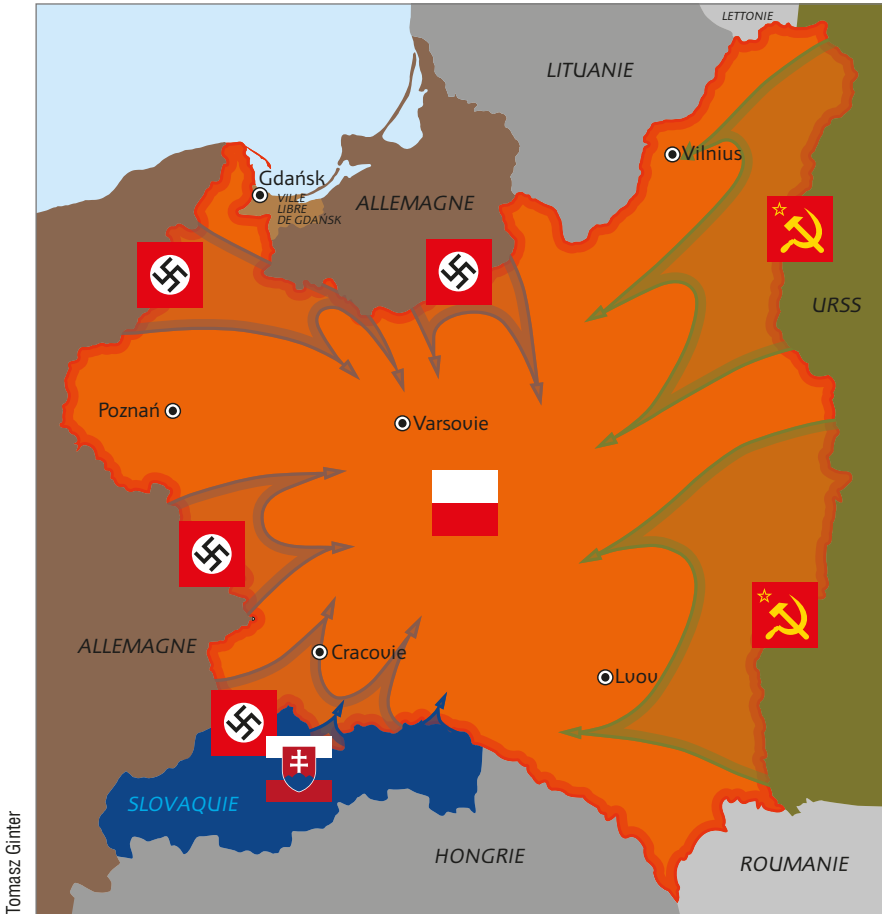 LETTONIE
LITUANIE
Vilnius
Gdańsk
VILLE
LIBRE
DE GDAŃSK
ALLEMAGNE
URSS
Poznań
Varsovie
ALLEMAGNE
Cracovie
Lvov
SLOVAQUIE
HONGRIE
ROUMANIE
Tomasz Ginter